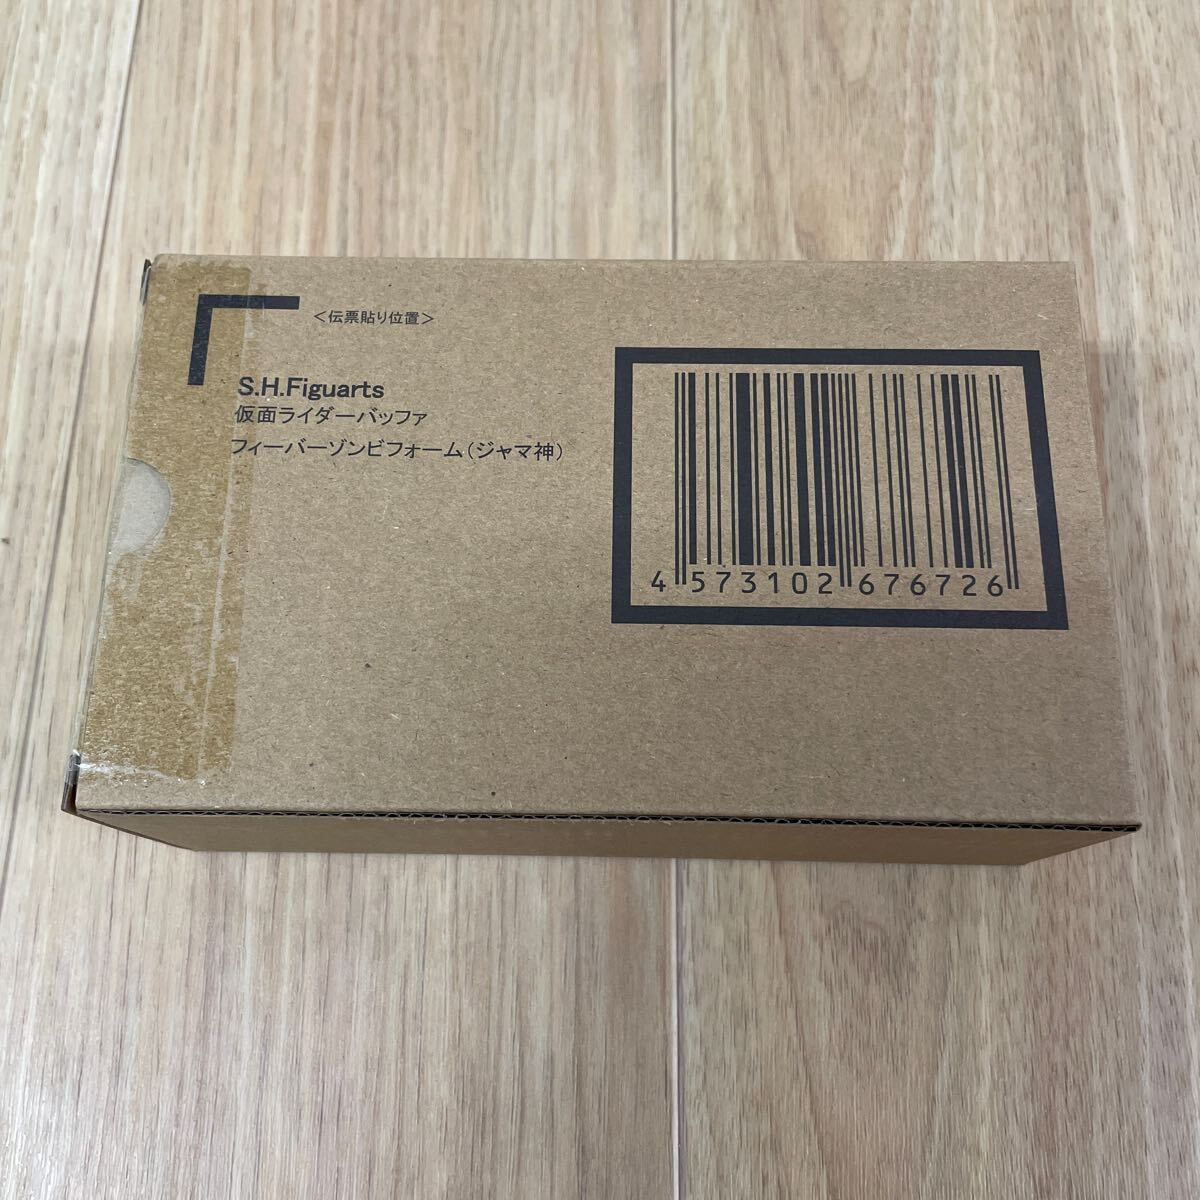 <伝票貼り位置>
S.H.Figuarts
仮面ライダーバッファ
フィーバーゾンビフォーム(ジャマ神)
4 573102 676726